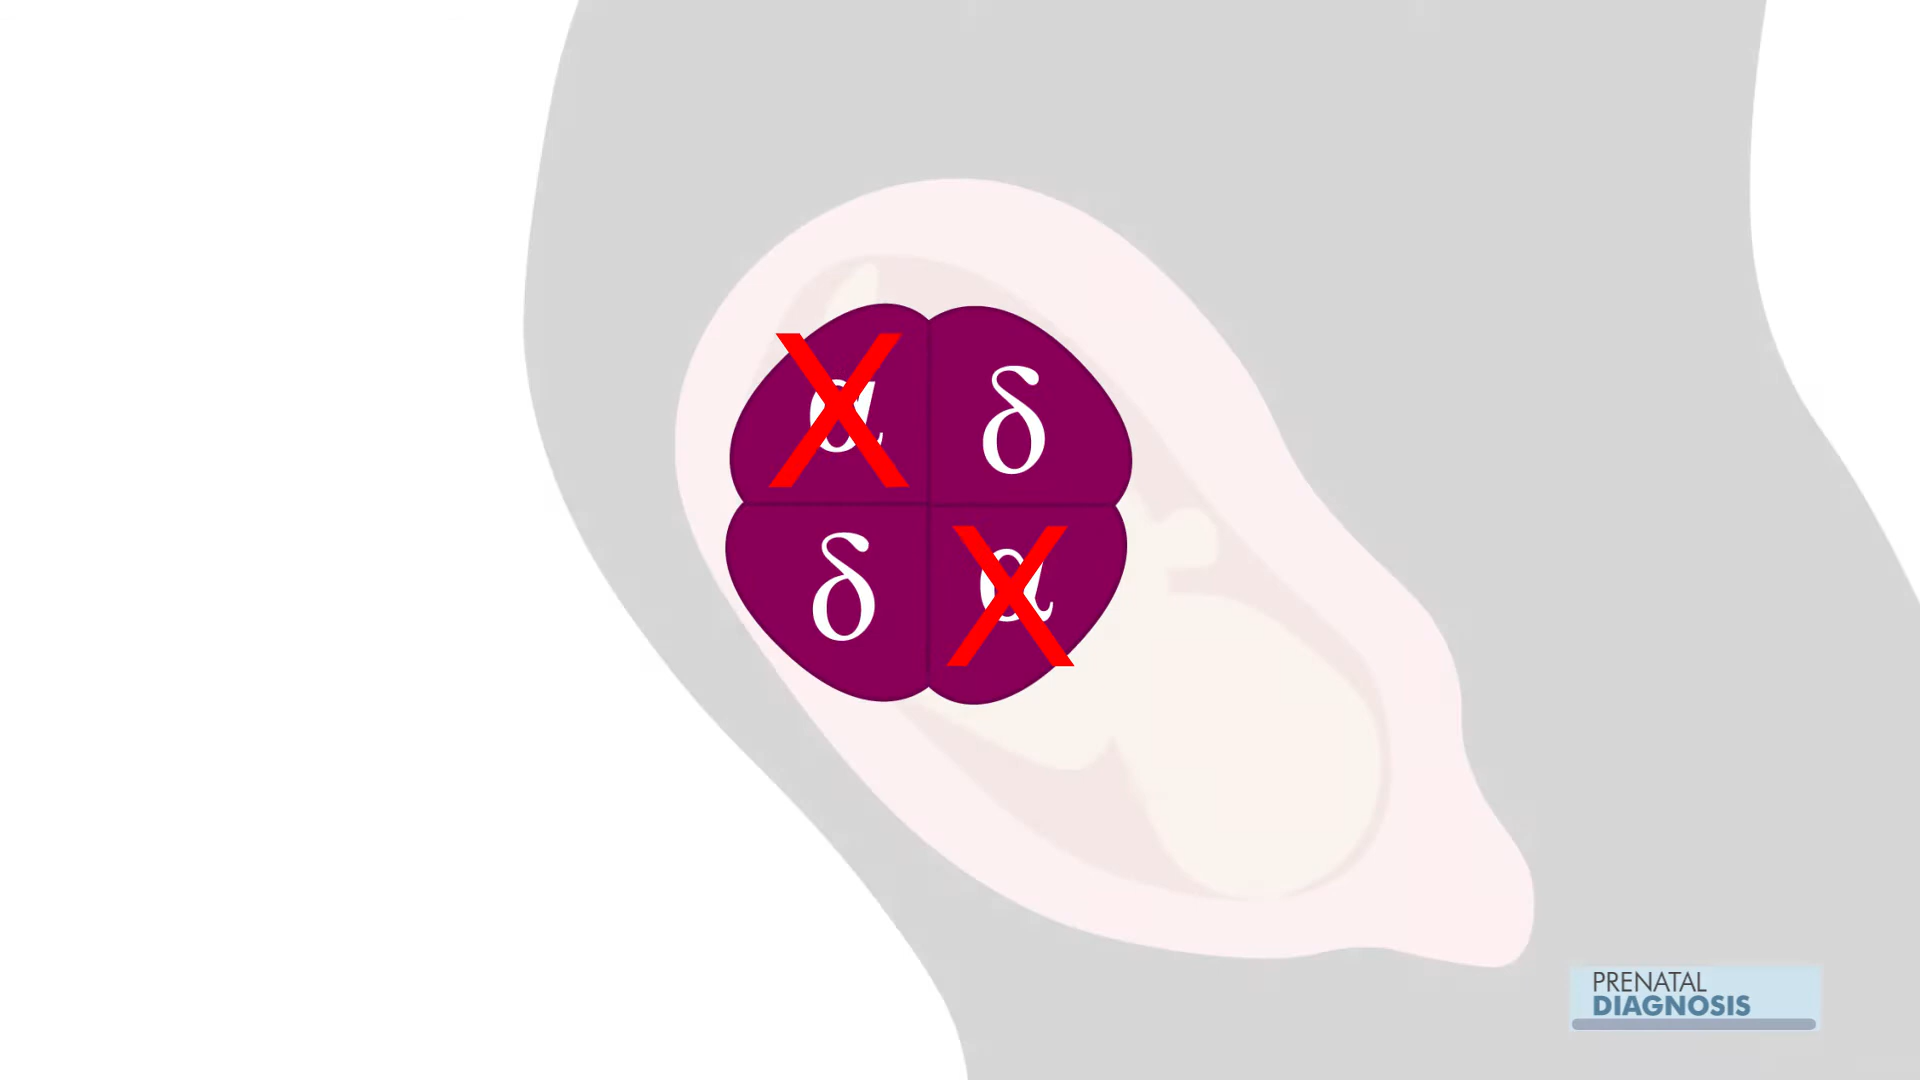 α δ
δ α
PRENATAL
DIAGNOSIS